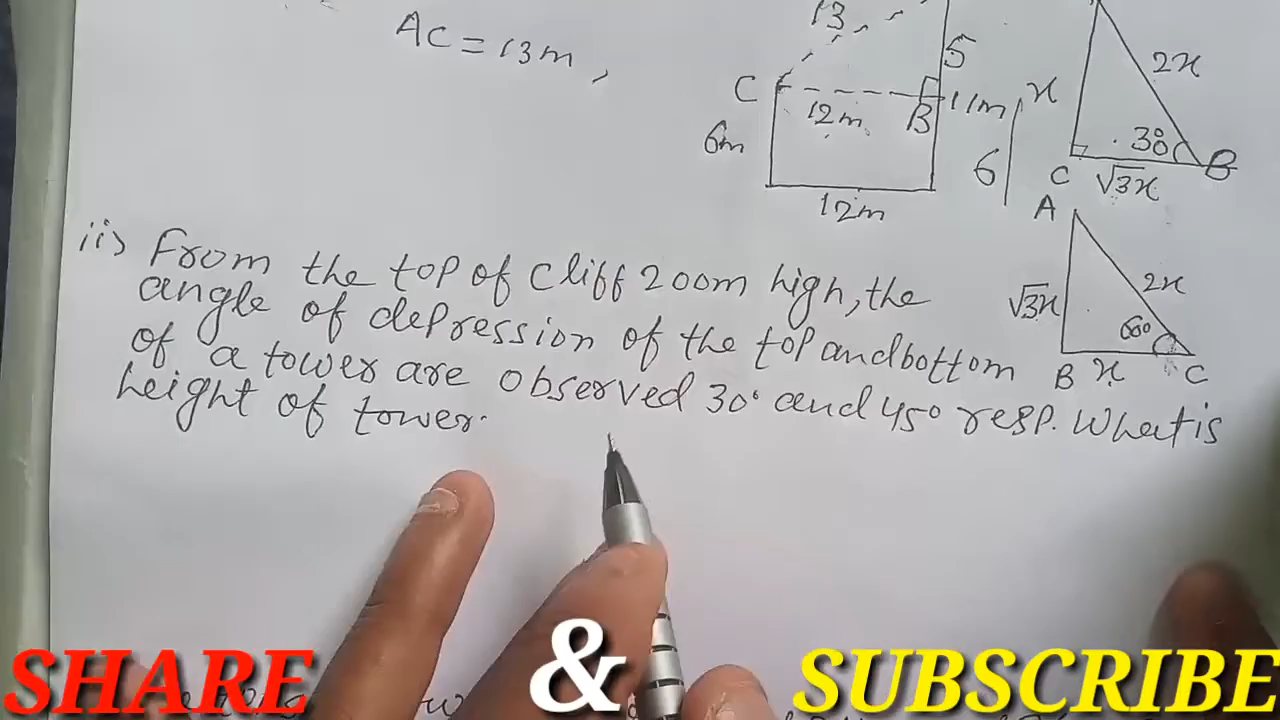 AC = 13m,
13
5
C
12m
B
11m
6m
6
12m
x
2x
30°
C
√3x
B
A
√3x
2x
60°
B
x
C
ii) From the top of cliff 200m high, the
angle of depression of the top and bottom
of a tower are observed 30° and 45° resp. What is
height of tower.
SHARE & SUBSCRIBE